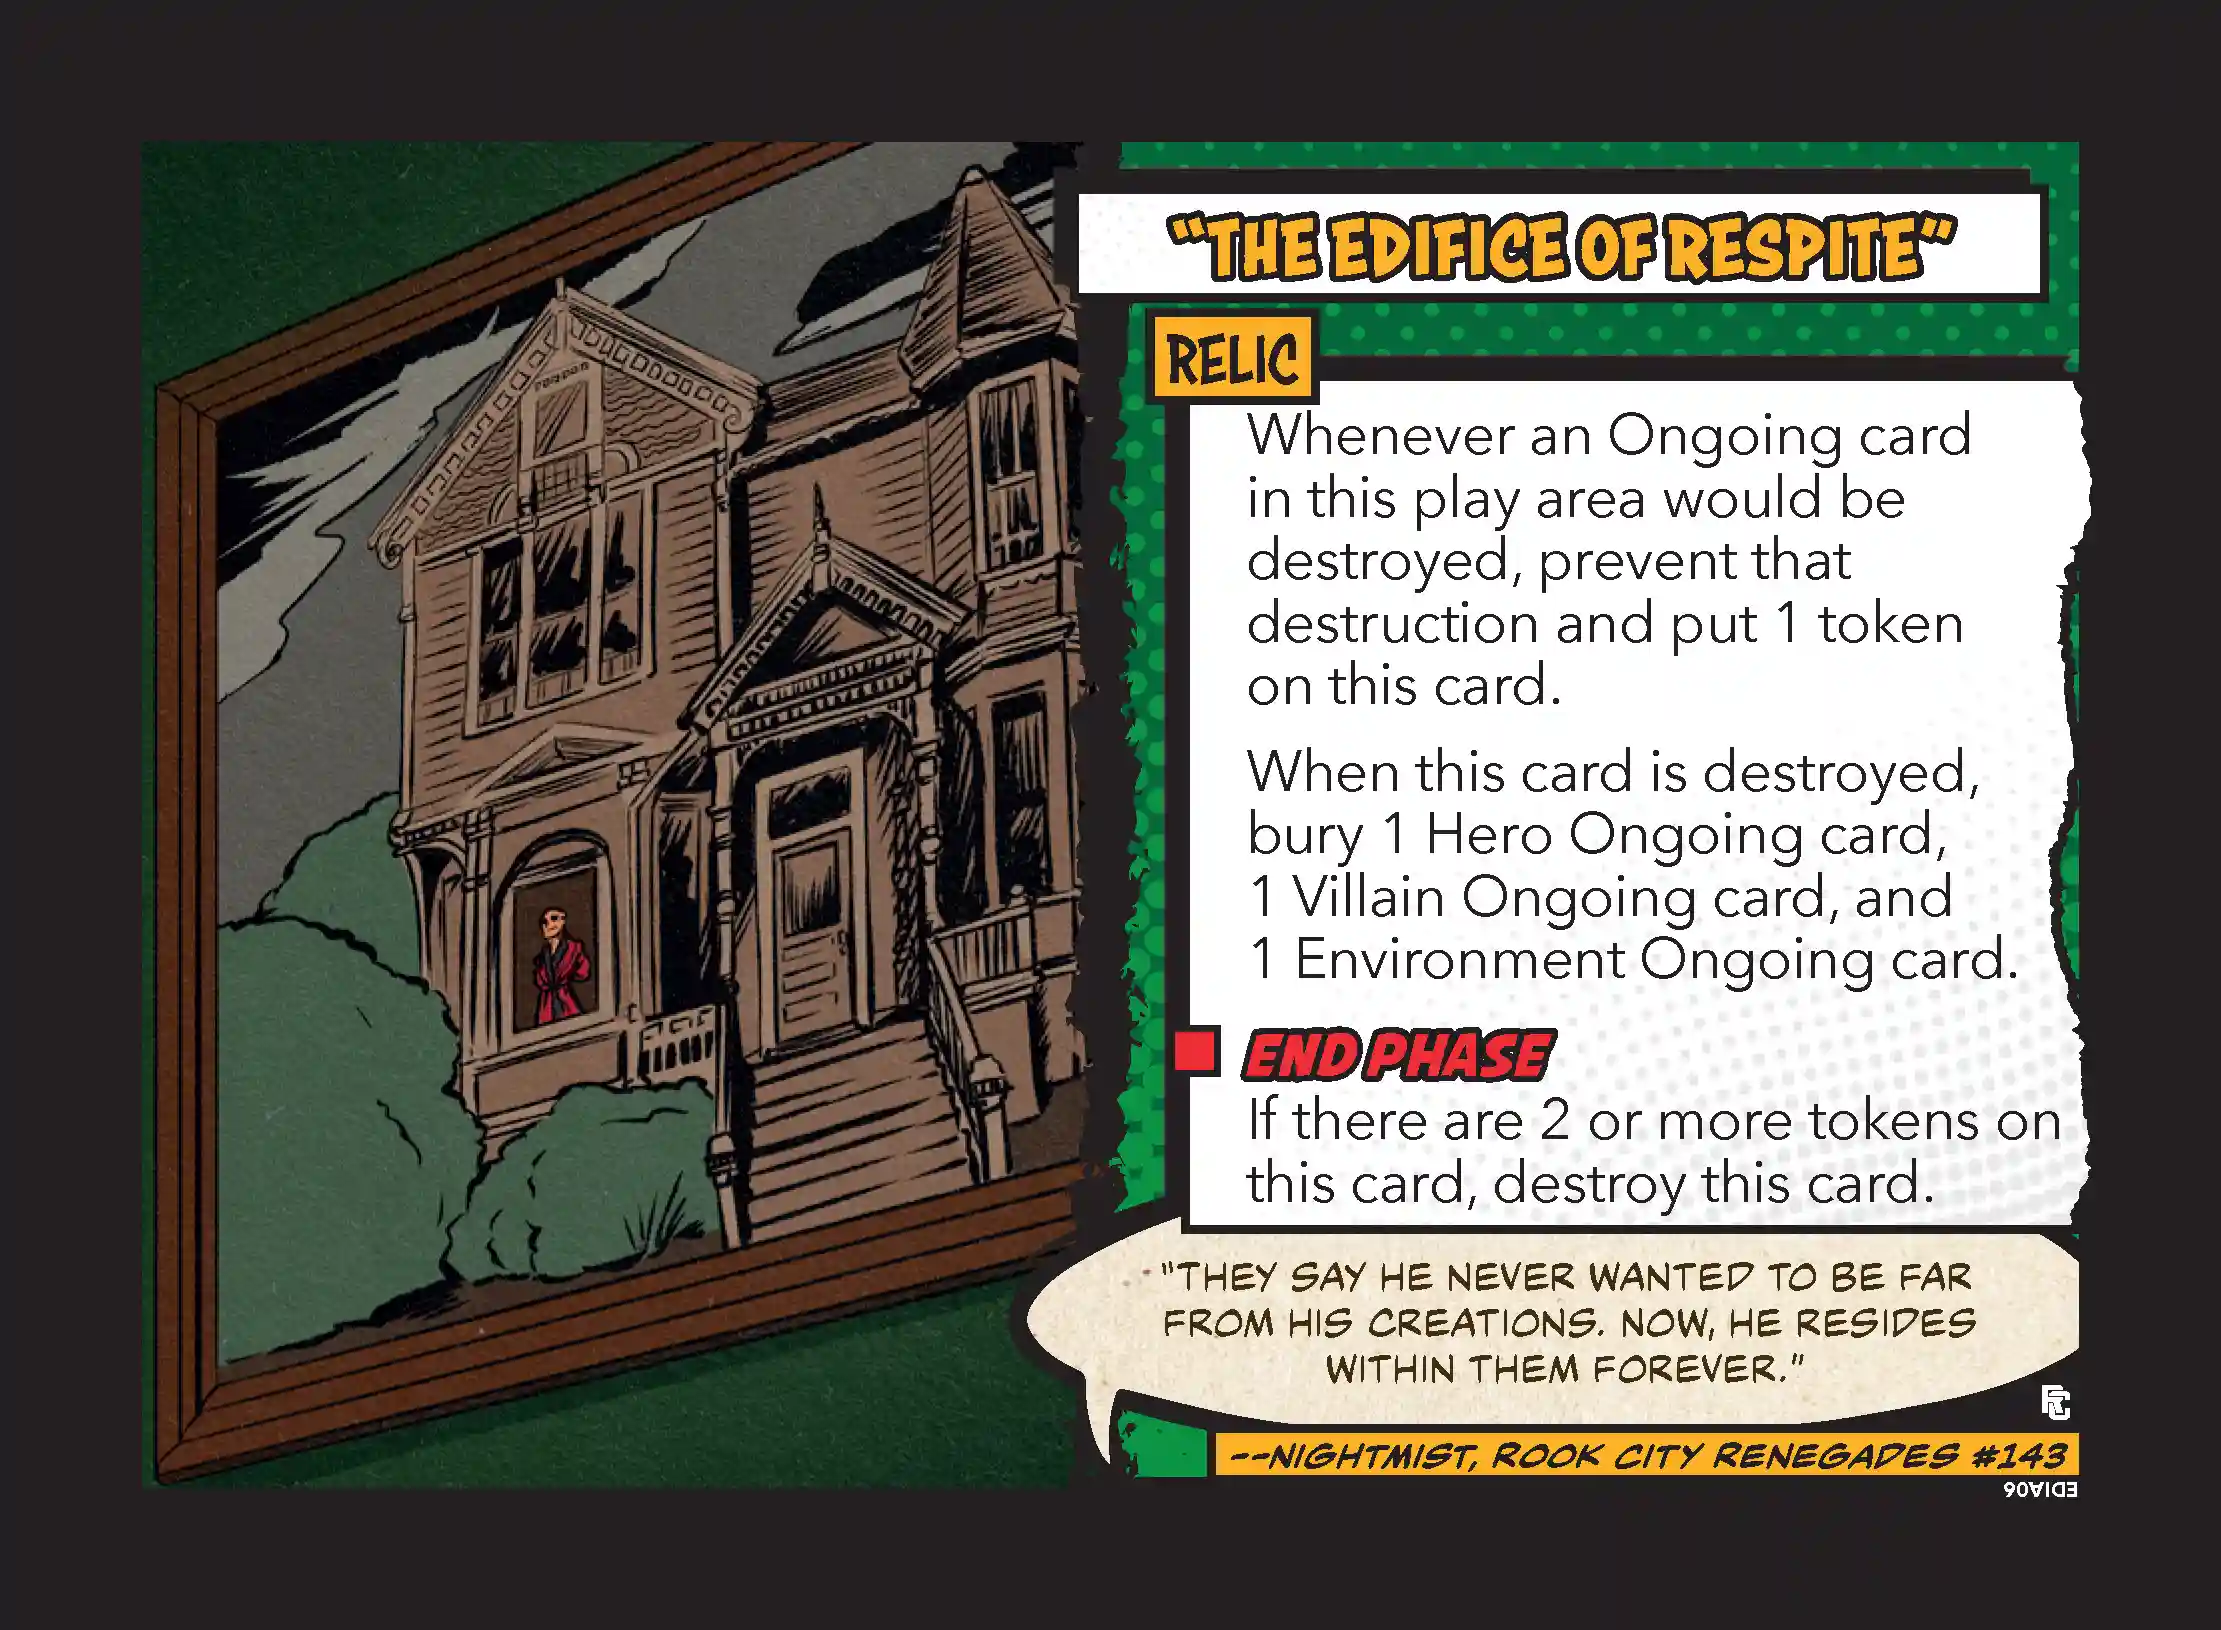 "THE EDIFICE OF RESPITE"
RELIC
Whenever an Ongoing card
in this play area would be
destroyed, prevent that
destruction and put 1 token
on this card.
When this card is destroyed,
bury 1 Hero Ongoing card,
1 Villain Ongoing card, and
1 Environment Ongoing card.
END PHASE
If there are 2 or more tokens on
this card, destroy this card.
"THEY SAY HE NEVER WANTED TO BE FAR
FROM HIS CREATIONS. NOW, HE RESIDES
WITHIN THEM FOREVER."
RC
--NIGHTMIST, ROOK CITY RENEGADES #143
EDIA06